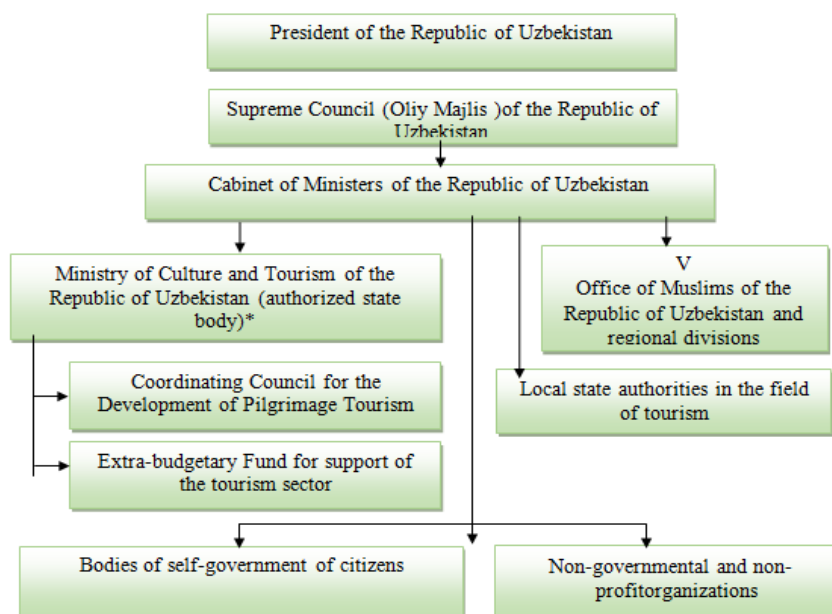 President of the Republic of Uzbekistan
Supreme Council (Oliy Majlis )of the Republic of
Uzbekistan
Cabinet of Ministers of the Republic of Uzbekistan
Ministry of Culture and Tourism of the
Republic of Uzbekistan (authorized state
body)*
V
Office of Muslims of the
Republic of Uzbekistan and
regional divisions
Coordinating Council for the
Development of Pilgrimage Tourism
Local state authorities in the field
of tourism
Extra-budgetary Fund for support of
the tourism sector
Bodies of self-government of citizens
Non-governmental and non-
profitorganizations